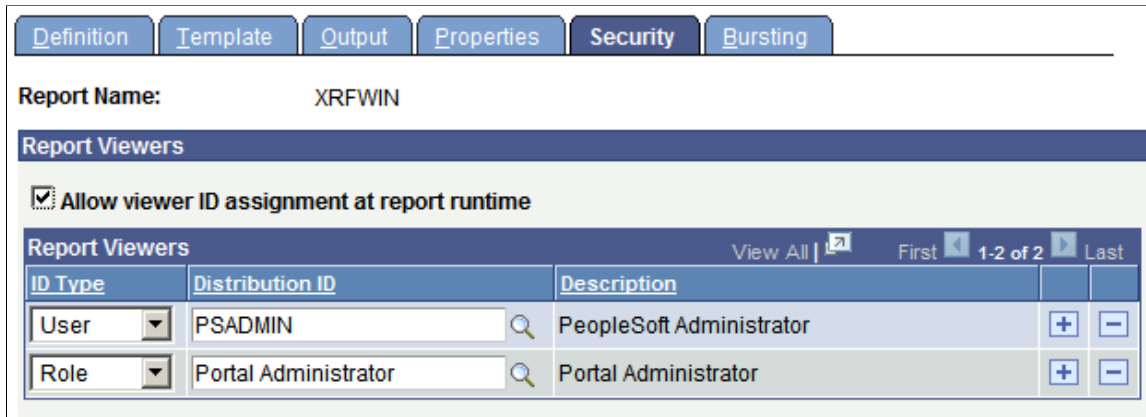 Definition Template Output Properties Security Bursting
Report Name: XRFWIN
Report Viewers
Allow viewer ID assignment at report runtime
Report Viewers View All | First 1-2 of 2 Last
ID Type Distribution ID Description
User PSADMIN PeopleSoft Administrator + −
Role Portal Administrator Portal Administrator + −